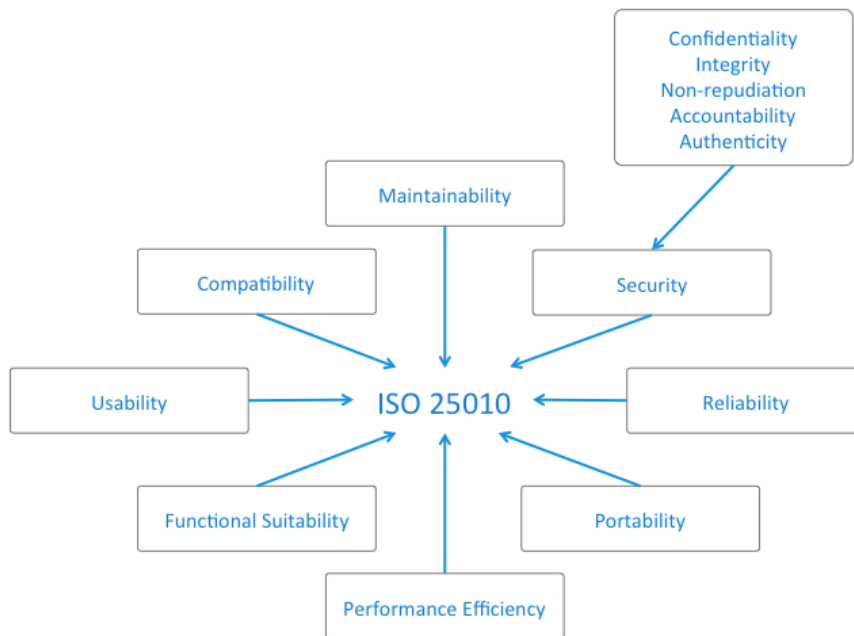 Confidentiality
Integrity
Non-repudiation
Accountability
Authenticity
Maintainability
Compatibility
Security
Usability
ISO 25010
Reliability
Functional Suitability
Portability
Performance Efficiency